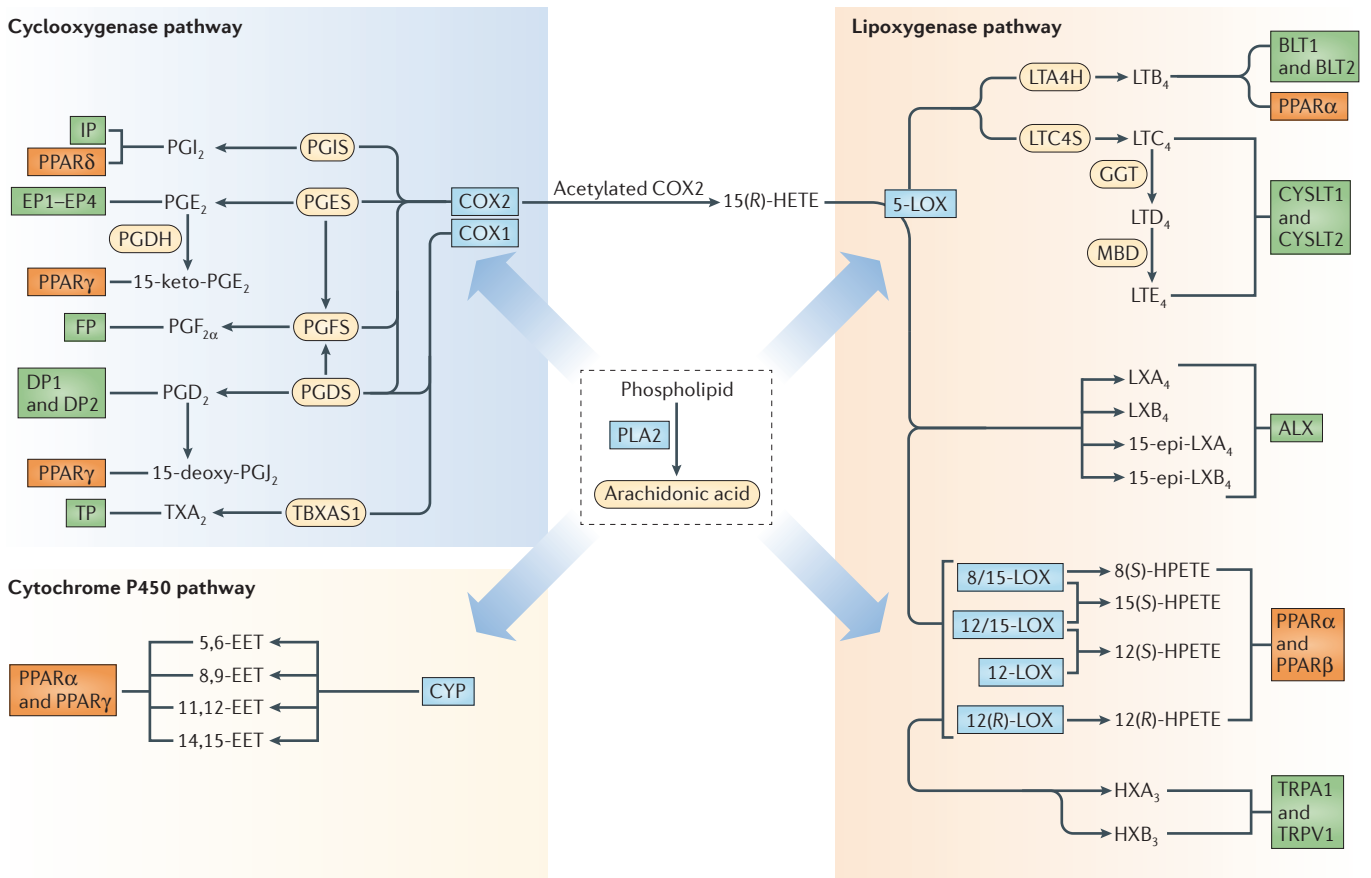 Cyclooxygenase pathway
IP
PPARδ
PGI₂
PGIS
EP1–EP4
PGE₂
PGES
COX2
COX1
PGDH
PPARγ
15-keto-PGE₂
FP
PGF₂α
PGFS
DP1
and DP2
PGD₂
PGDS
PPARγ
15-deoxy-PGJ₂
TP
TXA₂
TBXAS1
Acetylated COX2
15(R)-HETE
Phospholipid
PLA2
Arachidonic acid
Cytochrome P450 pathway
PPARα
and PPARγ
5,6-EET
8,9-EET
11,12-EET
14,15-EET
CYP
Lipoxygenase pathway
5-LOX
LTA4H
LTB₄
BLT1
and BLT2
PPARα
LTC4S
LTC₄
GGT
LTD₄
MBD
LTE₄
CYSLT1
and
CYSLT2
LXA₄
LXB₄
15-epi-LXA₄
15-epi-LXB₄
ALX
8/15-LOX
8(S)-HPETE
15(S)-HPETE
12/15-LOX
12(S)-HPETE
12-LOX
12(R)-LOX
12(R)-HPETE
PPARα
and
PPARβ
HXA₃
HXB₃
TRPA1
and
TRPV1